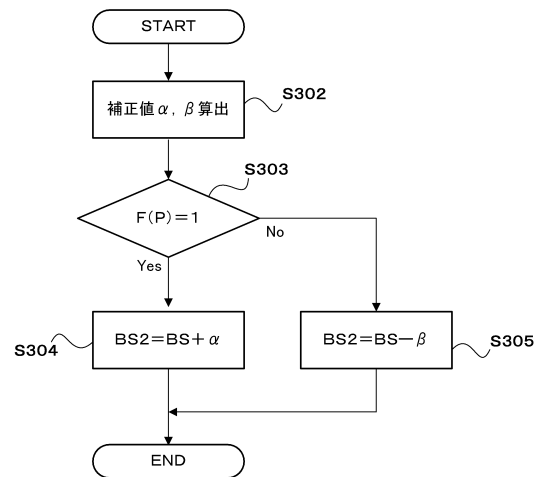 START
補正値α, β算出
S302
S303
F(P)=1
No
Yes
BS2=BS+α
S304
BS2=BS-β
S305
END